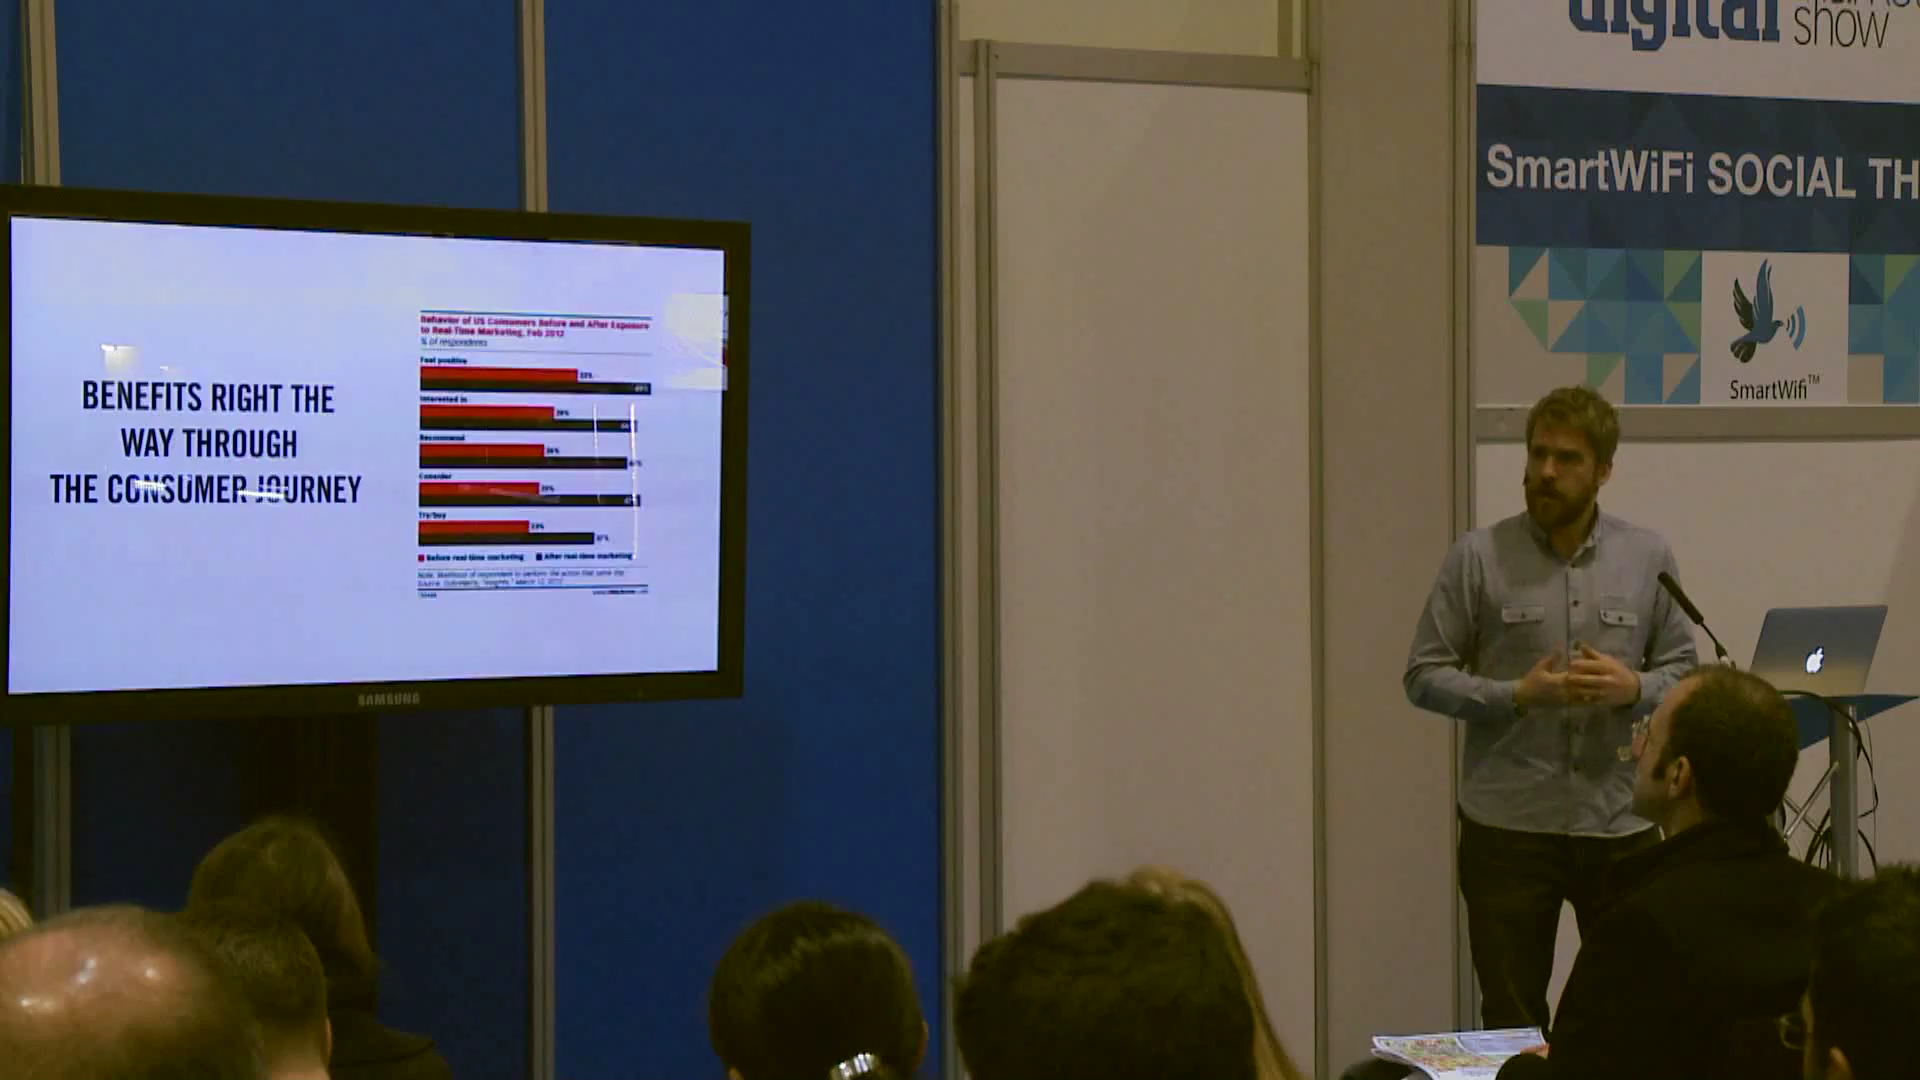 digital
show
SmartWiFi SOCIAL TH
SmartWifi™
BENEFITS RIGHT THE
WAY THROUGH
THE CONSUMER JOURNEY
Behavior of US Consumers Before and After Exposure
to Real-Time Marketing, Feb 2012
% of respondents
Feel positive
Interested in
Recommend
Consider
Try/buy
Before real-time marketing
After real-time marketing
SAMSUNG